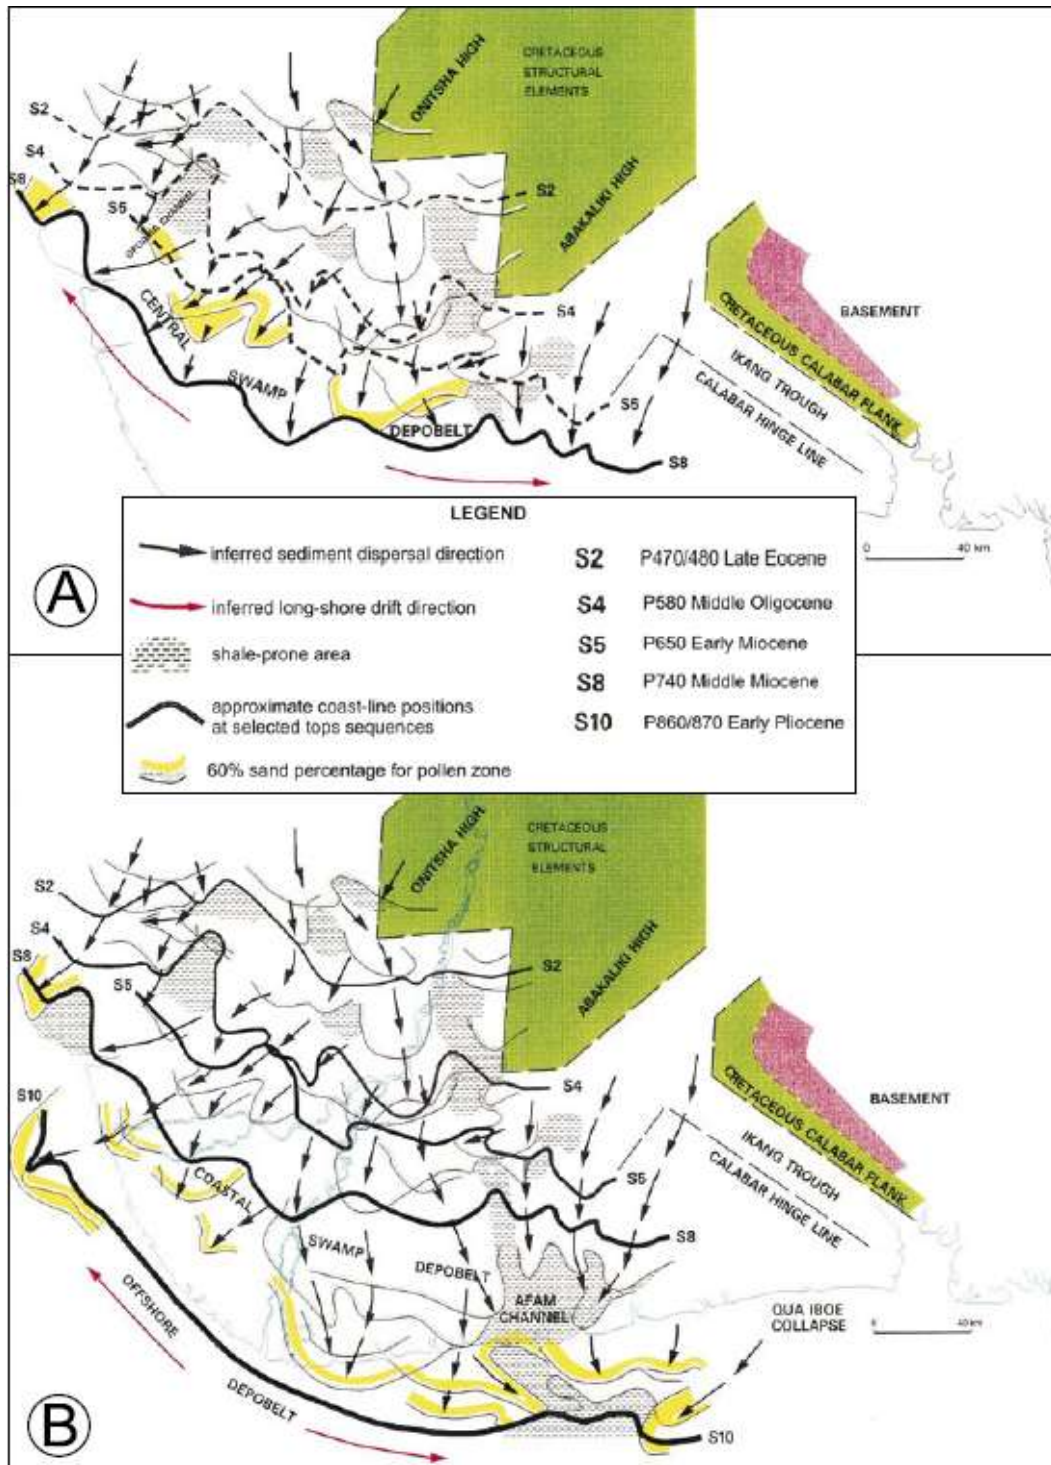 ONITSHA HIGH
CRETACEOUS
STRUCTURAL
ELEMENTS
ABAKALIKI HIGH
S2
S4
S8
S5
OPUAMA CHANNEL
S2
CENTRAL
SWAMP
DEPOBELT
S4
S5
S8
BASEMENT
CRETACEOUS CALABAR FLANK
IKANG TROUGH
CALABAR HINGE LINE
0 40 km
A
LEGEND
inferred sediment dispersal direction
inferred long-shore drift direction
shale-prone area
approximate coast-line positions
at selected tops sequences
60% sand percentage for pollen zone
S2 P470/480 Late Eocene
S4 P580 Middle Oligocene
S5 P650 Early Miocene
S8 P740 Middle Miocene
S10 P860/870 Early Pliocene
ONITSHA HIGH
CRETACEOUS
STRUCTURAL
ELEMENTS
ABAKALIKI HIGH
S2
S4
S8
S5
S2
S4
S5
S8
S10
BASEMENT
CRETACEOUS CALABAR FLANK
IKANG TROUGH
CALABAR HINGE LINE
COASTAL
SWAMP
DEPOBELT
AFAM
CHANNEL
QUA IBOE
COLLAPSE
0 40 km
OFFSHORE
DEPOBELT
S10
B